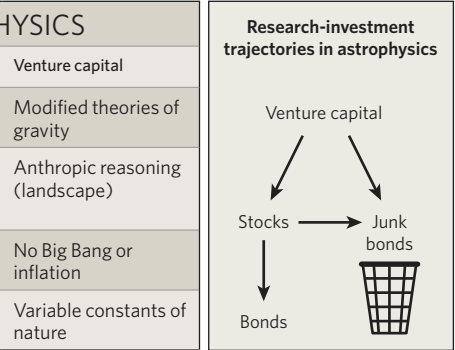 HYSICS
Venture capital
Modified theories of
gravity
Anthropic reasoning
(landscape)
No Big Bang or
inflation
Variable constants of
nature
Research-investment
trajectories in astrophysics
Venture capital
Stocks
Junk
bonds
Bonds